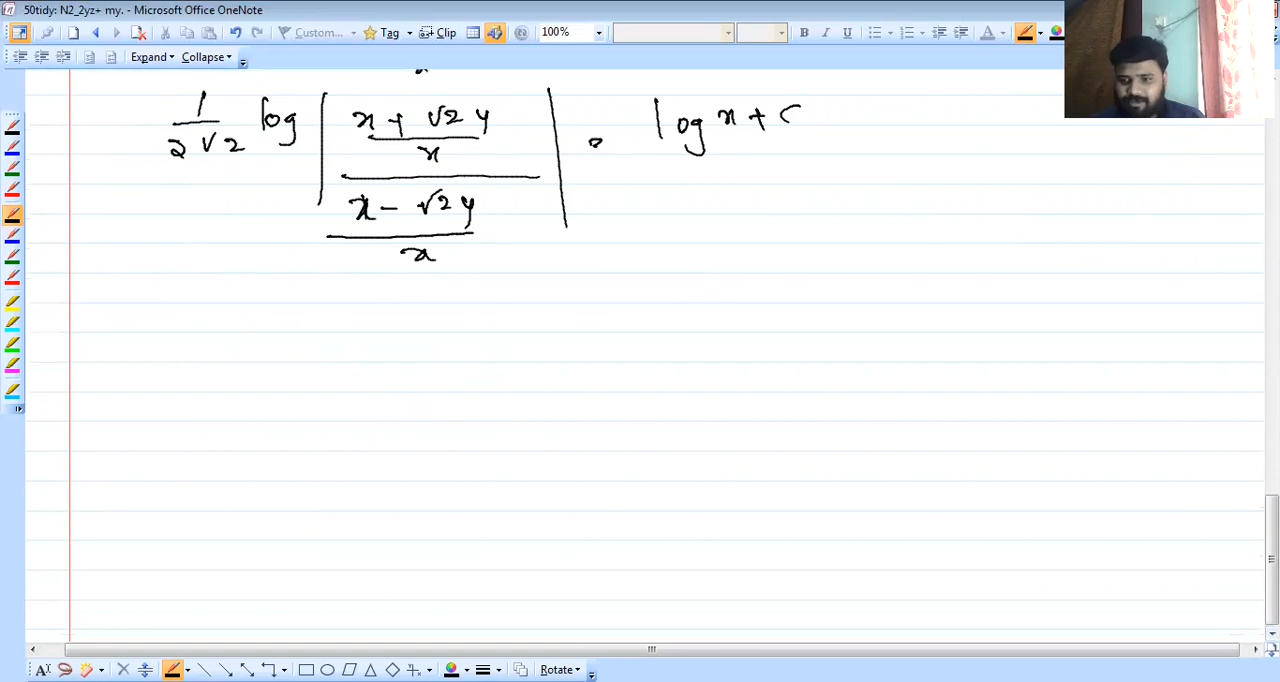 50tidy: N2_2yz+ my. - Microsoft Office OneNote
Custom... Tag Clip 100% B I U A
Expand Collapse
1/(2√2) log | ((x + √2 y)/x) / ((x - √2 y)/x) | = log x + C
A Rotate